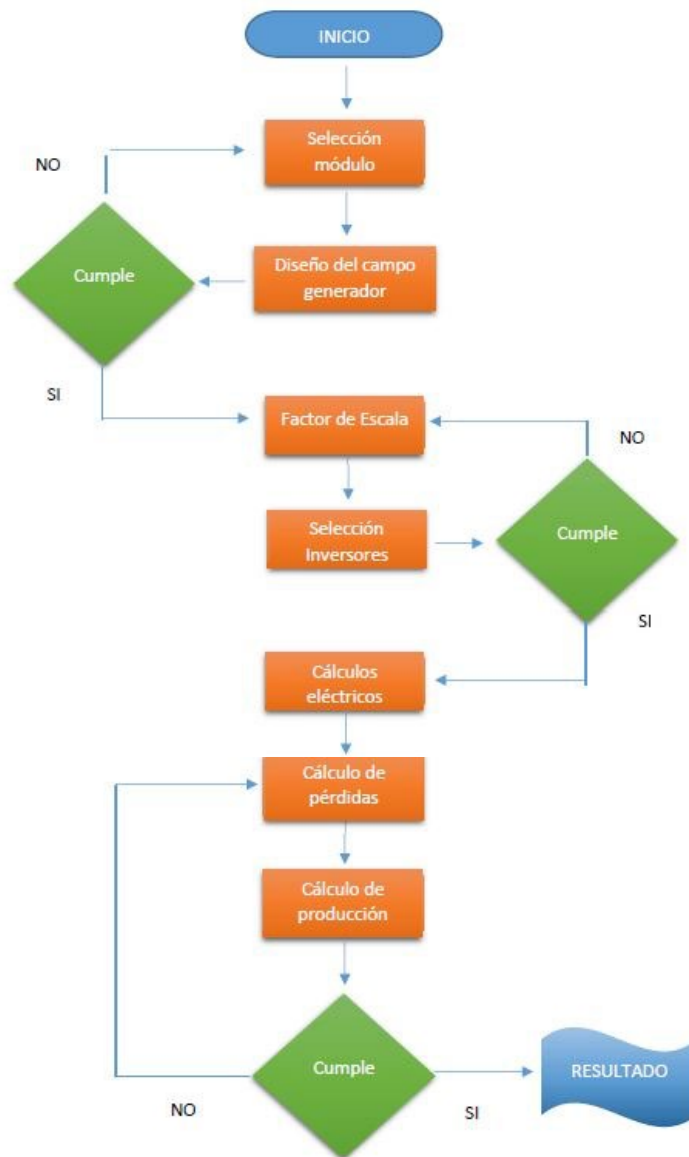 INICIO
Selección
módulo
NO
Cumple
Diseño del campo
generador
SI
Factor de Escala
NO
Selección
Inversores
Cumple
SI
Cálculos
eléctricos
Cálculo de
pérdidas
Cálculo de
producción
Cumple
RESULTADO
NO
SI